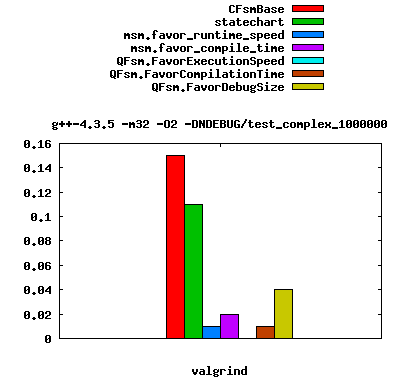 CFsmBase
statechart
msm.favor_runtime_speed
msm.favor_compile_time
QFsm.FavorExecutionSpeed
QFsm.FavorCompilationTime
QFsm.FavorDebugSize
g++-4.3.5 -m32 -O2 -DNDEBUG/test_complex_1000000
0.16
0.14
0.12
0.1
0.08
0.06
0.04
0.02
0
valgrind